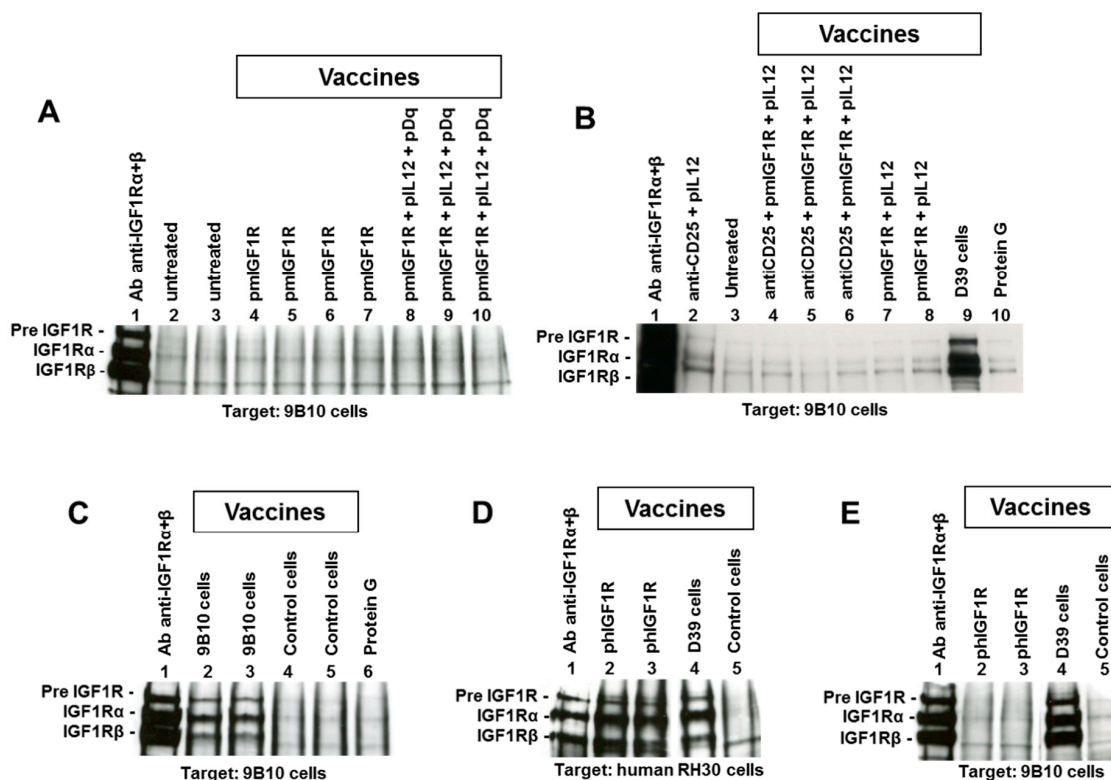 A
Vaccines
Ab anti-IGF1Rα+β
untreated
untreated
pmIGF1R
pmIGF1R
pmIGF1R
pmIGF1R
pmIGF1R + pIL12 + pDq
pmIGF1R + pIL12 + pDq
pmIGF1R + pIL12 + pDq
1 2 3 4 5 6 7 8 9 10
Pre IGF1R -
IGF1Rα -
IGF1Rβ -
Target: 9B10 cells
B
Vaccines
Ab anti-IGF1Rα+β
anti-CD25 + pIL12
Untreated
antiCD25 + pmIGF1R + pIL12
antiCD25 + pmIGF1R + pIL12
antiCD25 + pmIGF1R + pIL12
pmIGF1R + pIL12
pmIGF1R + pIL12
D39 cells
Protein G
1 2 3 4 5 6 7 8 9 10
Pre IGF1R -
IGF1Rα -
IGF1Rβ -
Target: 9B10 cells
C
Vaccines
Ab anti-IGF1Rα+β
9B10 cells
9B10 cells
Control cells
Control cells
Protein G
1 2 3 4 5 6
Pre IGF1R -
IGF1Rα -
IGF1Rβ -
Target: 9B10 cells
D
Vaccines
Ab anti-IGF1Rα+β
phIGF1R
phIGF1R
D39 cells
Control cells
1 2 3 4 5
Pre IGF1R -
IGF1Rα -
IGF1Rβ -
Target: human RH30 cells
E
Vaccines
Ab anti-IGF1Rα+β
phIGF1R
phIGF1R
D39 cells
Control cells
1 2 3 4 5
Pre IGF1R -
IGF1Rα -
IGF1Rβ -
Target: 9B10 cells